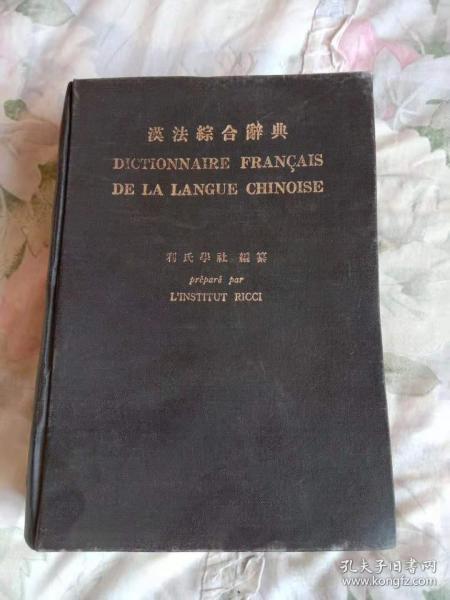 漢法綜合辭典
DICTIONNAIRE FRANÇAIS
DE LA LANGUE CHINOISE
利氏學社編纂
préparé par
L'INSTITUT RICCI
孔夫子旧书网
www.kongfz.com